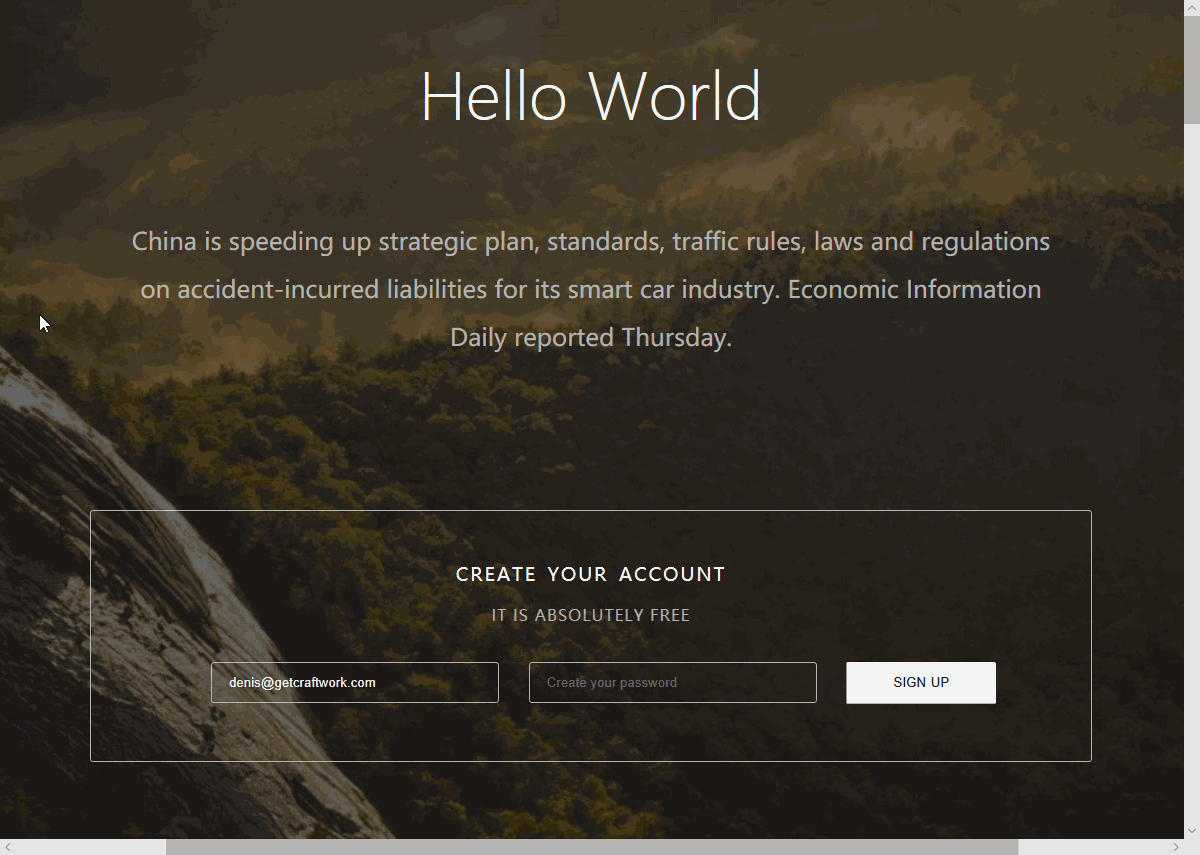 Hello World
China is speeding up strategic plan, standards, traffic rules, laws and regulations
on accident-incurred liabilities for its smart car industry. Economic Information
Daily reported Thursday.
CREATE YOUR ACCOUNT
IT IS ABSOLUTELY FREE
denis@getcraftwork.com
Create your password
SIGN UP